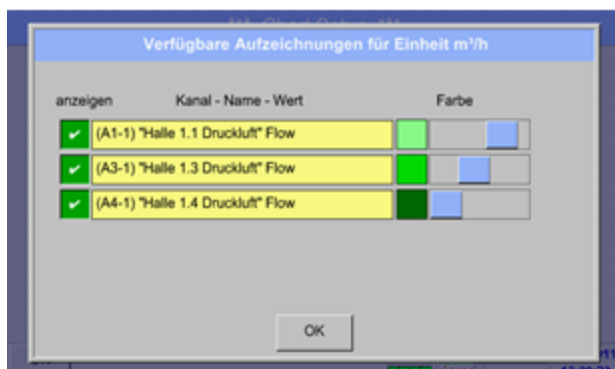 Verfügbare Aufzeichnungen für Einheit m³/h
anzeigen Kanal - Name - Wert Farbe
(A1-1) "Halle 1.1 Druckluft" Flow
(A3-1) "Halle 1.3 Druckluft" Flow
(A4-1) "Halle 1.4 Druckluft" Flow
OK